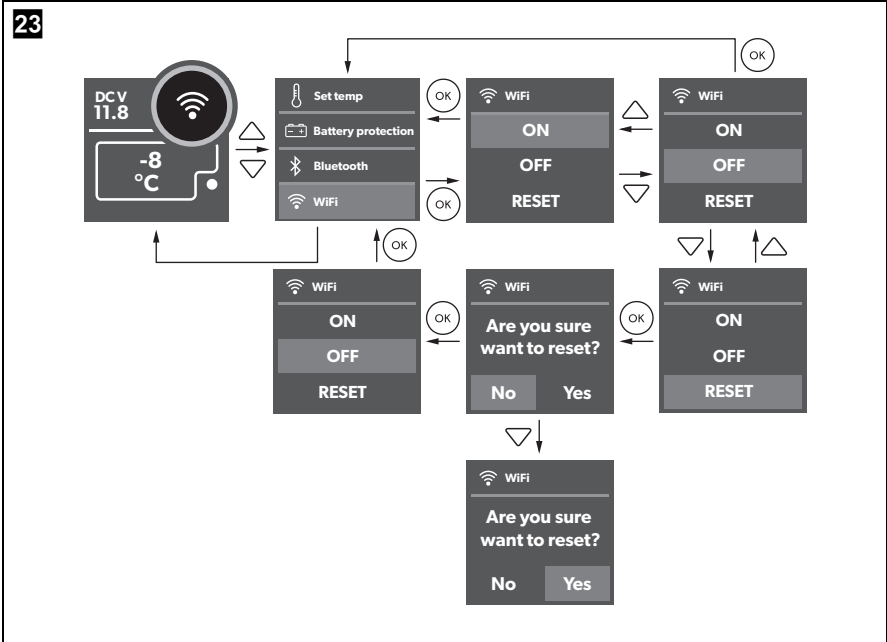 23
OK
DC V
11.8
-8
°C
Set temp
Battery protection
Bluetooth
WiFi
OK
OK
WiFi
ON
OFF
RESET
WiFi
ON
OFF
RESET
OK
WiFi
ON
OFF
RESET
OK
WiFi
Are you sure
want to reset?
No Yes
OK
WiFi
ON
OFF
RESET
WiFi
Are you sure
want to reset?
No Yes